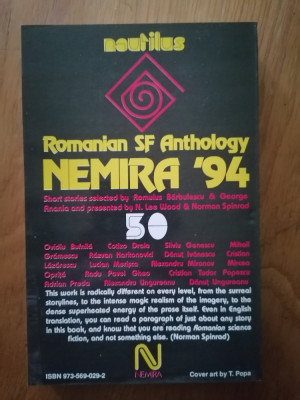 nautilus
Romanian SF Anthology
NEMIRA '94
Short stories selected by Romulus Bărbulescu & George
Anania and presented by N. Lee Wood & Norman Spinrad
50
Ovidiu Bufnilă Cotizo Draia Silviu Genescu Mihail
Grămescu Răzvan Haritonovici Dănuț Ivănescu Cristian
Lăzărescu Lucian Merișca Alexandru Mironov Mircea
Opriță Radu Pavel Gheo Cristian Tudor Popescu
Adrian Preda Alexandru Ungureanu Dănuț Ungureanu
This work is radically different on every level, from the surreal
storylines, to the intense magic realism of the imagery, to the
dense superheated energy of the prose itself. Even in English
translation, you can read a paragraph of just about any story
in this book, and know that you are reading Romanian science
fiction, and not something else. (Norman Spinrad)
N
NEMIRA
ISBN 973-569-029-2
Cover art by T. Popa